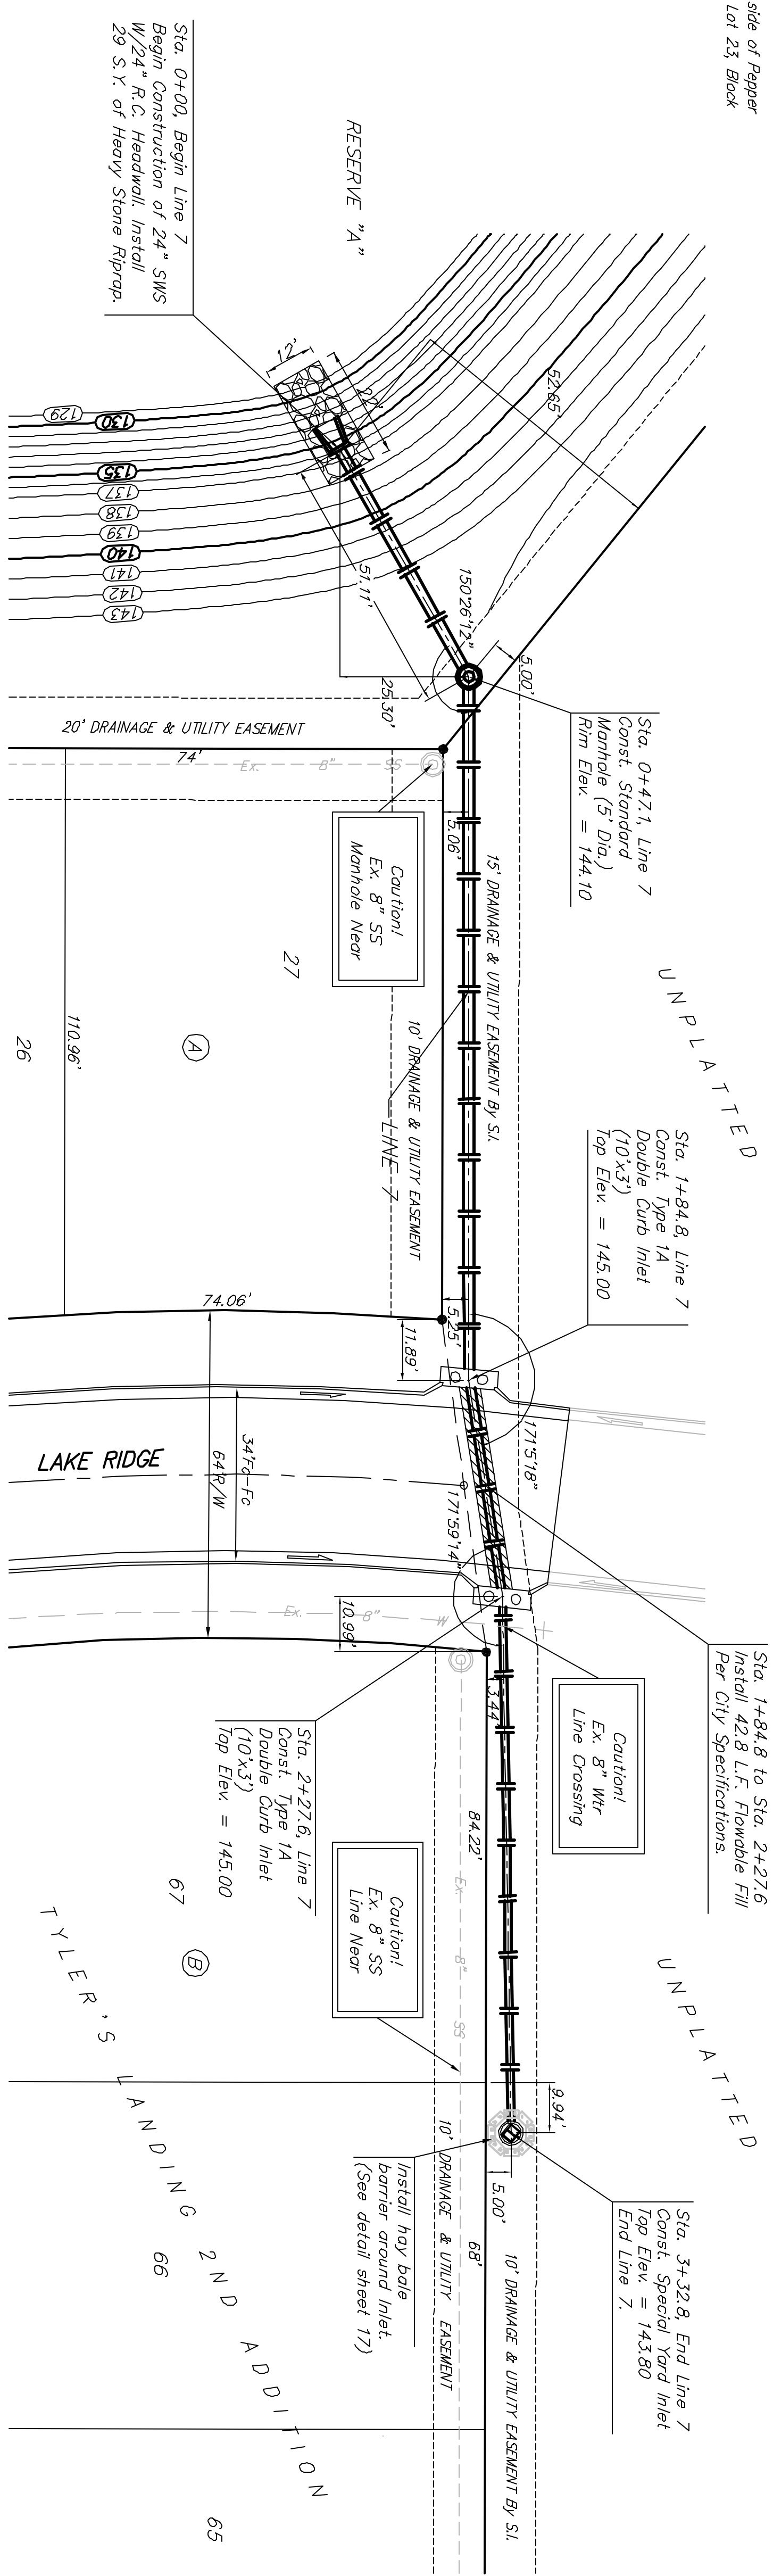 side of Pepper
Lot 23, Block
Sta. 0+00, Begin Line 7
Begin Construction of 24" SWS
W/24" R.C. Headwall. Install
29 S.Y. of Heavy Stone Riprap.
RESERVE "A"
12'
22'
52.65'
129
130
135
137
138
139
140
141
142
143
51.11'
150°26'12"
25.30'
5.00'
Sta. 0+47.1, Line 7
Const. Standard
Manhole (5' Dia.)
Rim Elev. = 144.10
20' DRAINAGE & UTILITY EASEMENT
74'
Ex. 8" SS
5.06'
Caution!
Ex. 8" SS
Manhole Near
15' DRAINAGE & UTILITY EASEMENT By S.I.
UNPLATTED
27
A
26
110.96'
10' DRAINAGE & UTILITY EASEMENT
LINE 7
Sta. 1+84.8, Line 7
Const. Type 1A
Double Curb Inlet
(10'x3')
Top Elev. = 145.00
74.06'
11.89'
5.25'
171°5'18"
LAKE RIDGE
34'Fc-Fc
64'R/W
171°59'14"
Ex. 8" W
10.99'
3.44'
Sta. 1+84.8 to Sta. 2+27.6
Install 42.8 L.F. Flowable Fill
Per City Specifications.
Caution!
Ex. 8" Wtr
Line Crossing
Sta. 2+27.6, Line 7
Const. Type 1A
Double Curb Inlet
(10'x3')
Top Elev. = 145.00
84.22'
Caution!
Ex. 8" SS
Line Near
Ex. 8" SS
67
B
UNPLATTED
TYLER'S LANDING 2ND ADDITION
9.94'
5.00'
Sta. 3+32.8, End Line 7
Const. Special Yard Inlet
Top Elev. = 143.80
End Line 7.
Install hay bale
barrier around Inlet.
(See detail sheet 17)
10' DRAINAGE & UTILITY EASEMENT
68'
10' DRAINAGE & UTILITY EASEMENT By S.I.
66
65